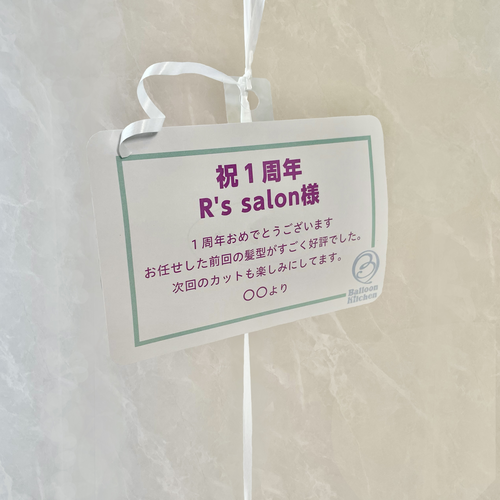 祝１周年
R's salon様
１周年おめでとうございます
お任せした前回の髪型がすごく好評でした。
次回のカットも楽しみにしてます。
〇〇より
Balloon
Kitchen